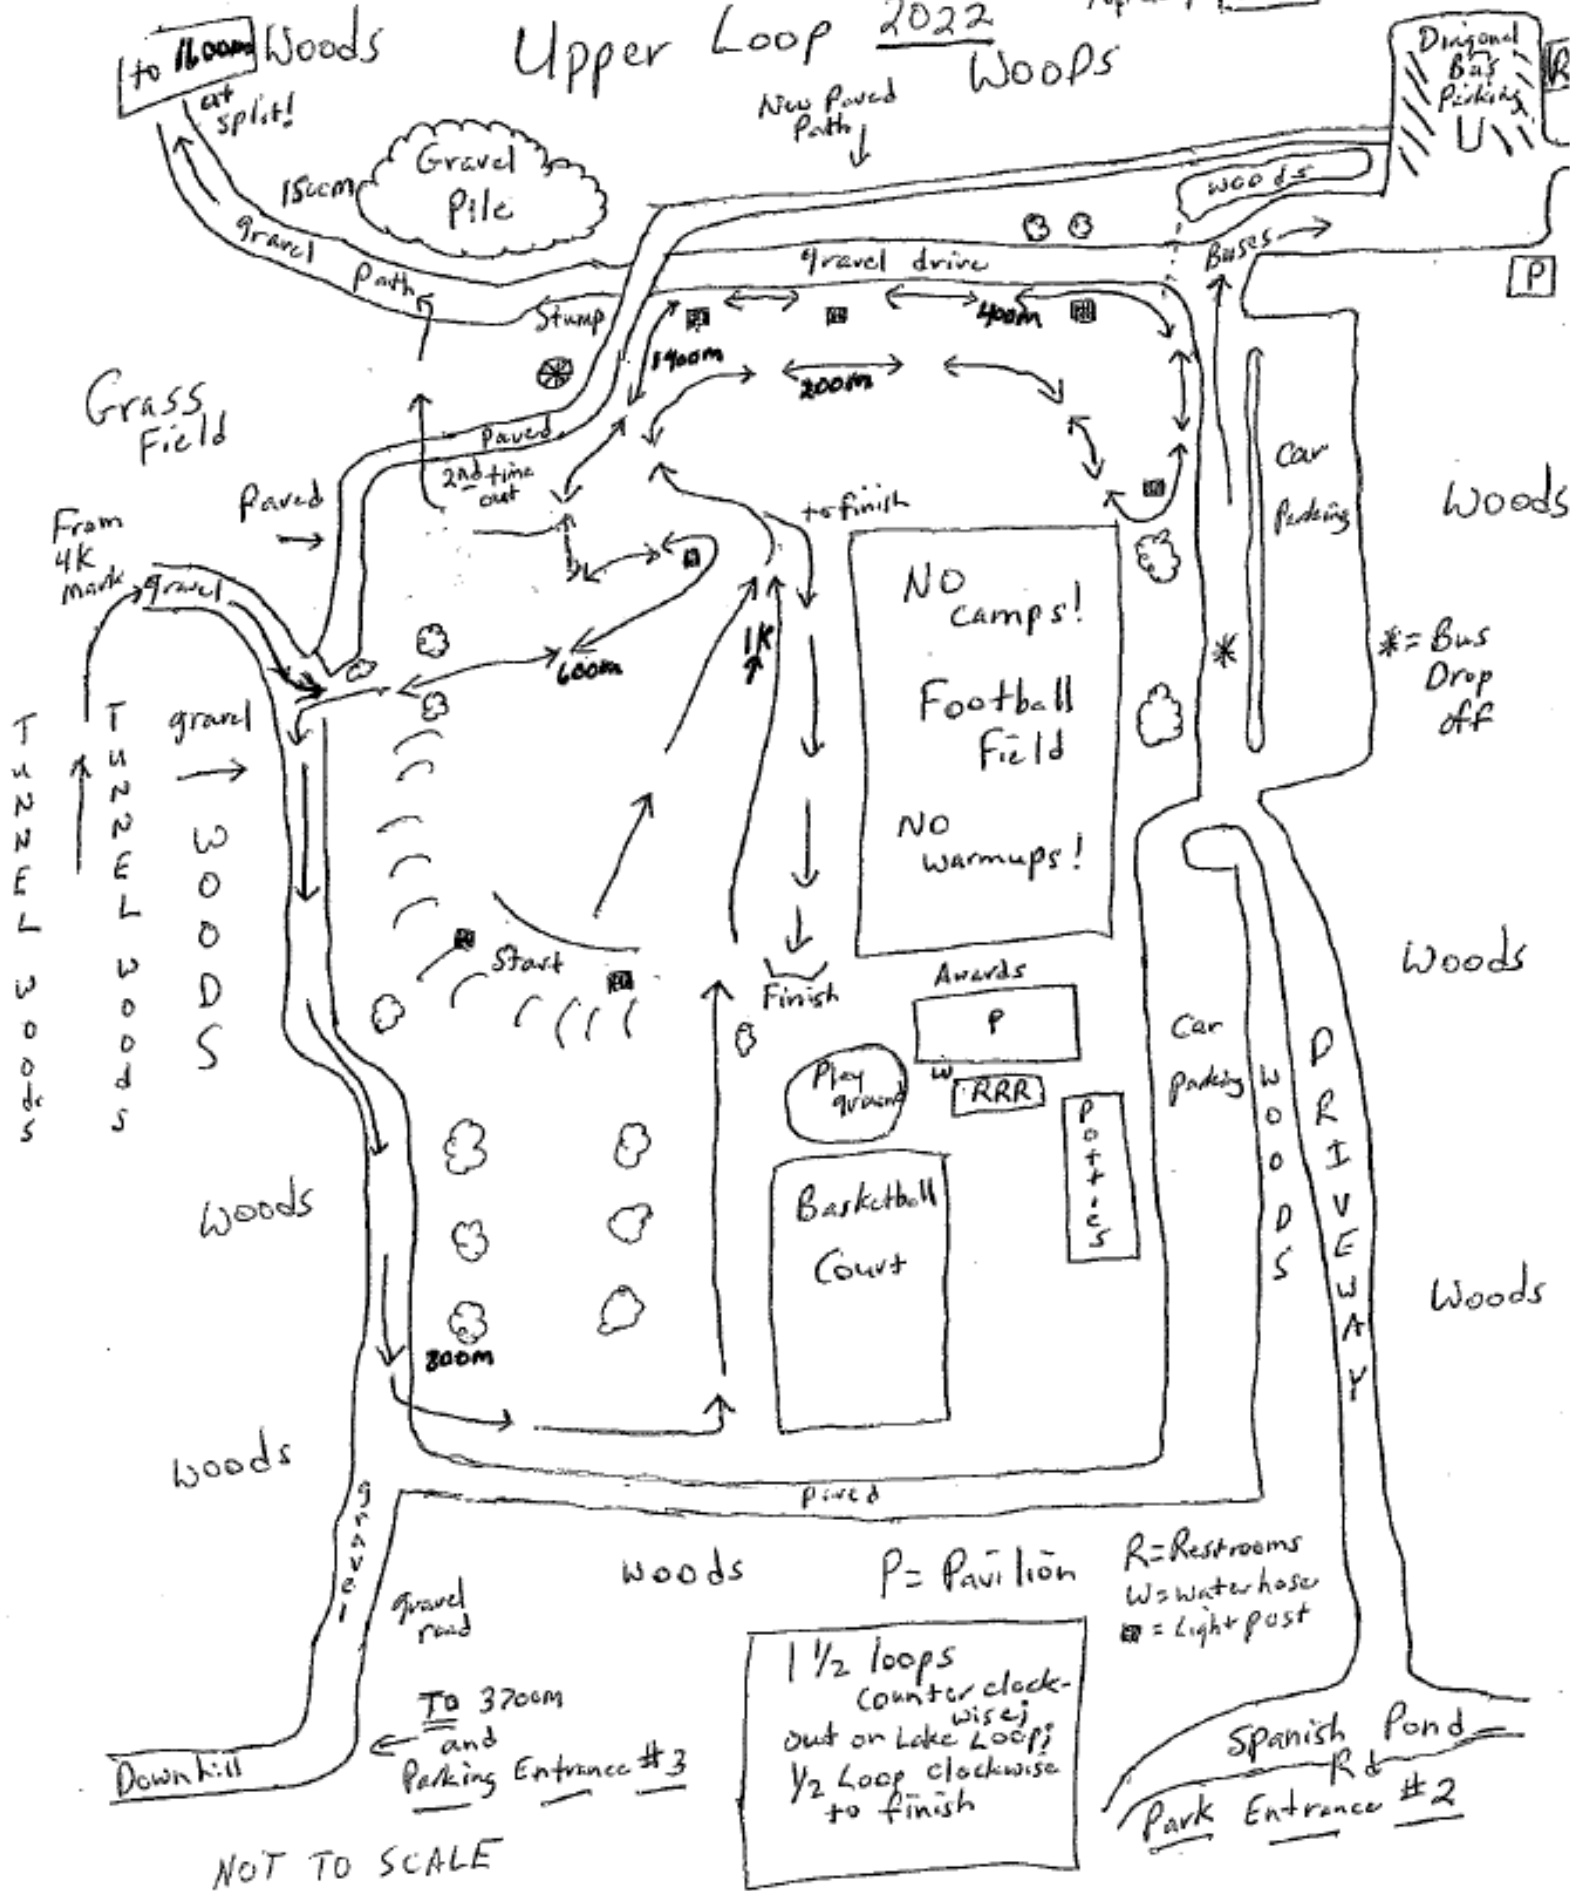 Upper Loop 2022
to 1600m
Woods
at
split!
Woops
New Paved
Path
Diagonal
Bus
Parking
R
Gravel
Pile
1500m
woods
gravel
Path
gravel drive
Buses
P
Stump
400m
1400m
200m
Grass
Field
Paved
2nd time
out
Paved
to finish
Car
Parking
Woods
From
4K
mark
gravel
NO
camps!
Football
Field
NO
warmups!
1K
600m
* = Bus
Drop
off
TUNNEL WOODS
TUNNEL WOODS
gravel
WOODS
Start
Finish
Awards
P
W
RRR
Play
ground
Potties
Car
Parking
WOODS
DRIVEWAY
Woods
Woods
Basketball
Court
Woods
800m
Woods
Paved
gravel
gravel
road
Woods
P = Pavilion
R = Restrooms
W = waterhose
= Light post
TO 3700m
and
Parking Entrance #3
Downhill
1 1/2 loops
counter clock-
wise;
out on Lake Loop;
1/2 Loop clockwise
to finish
Spanish Pond
Rd
Park Entrance #2
NOT TO SCALE